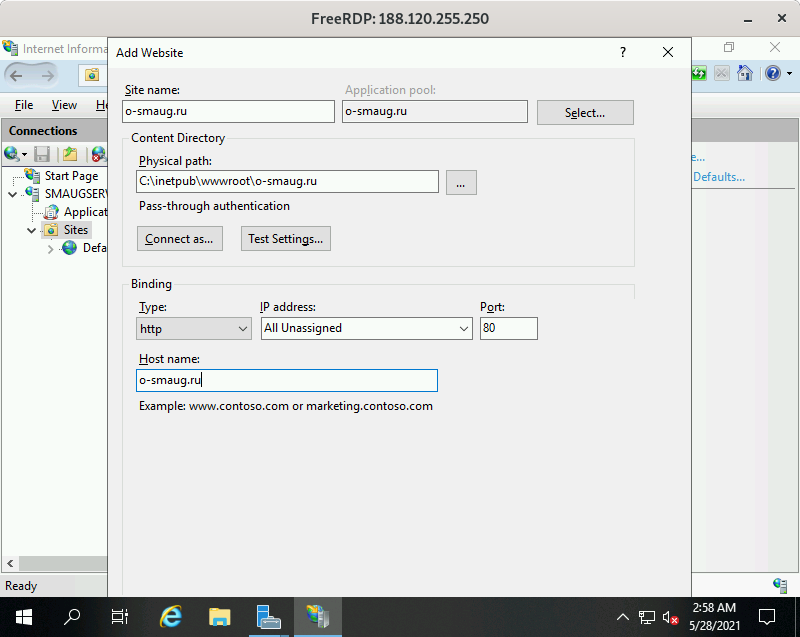 FreeRDP: 188.120.255.250
Internet Informa
Add Website
?
File View He
Site name:
Application pool:
o-smaug.ru
o-smaug.ru
Select...
Connections
Content Directory
Physical path:
C:\inetpub\wwwroot\o-smaug.ru
...
e...
Defaults...
Start Page
SMAUGSERV
Applicat
Sites
Defa
Pass-through authentication
Connect as...
Test Settings...
Binding
Type:
IP address:
Port:
http
All Unassigned
80
Host name:
o-smaug.ru
Example: www.contoso.com or marketing.contoso.com
Ready
2:58 AM
5/28/2021